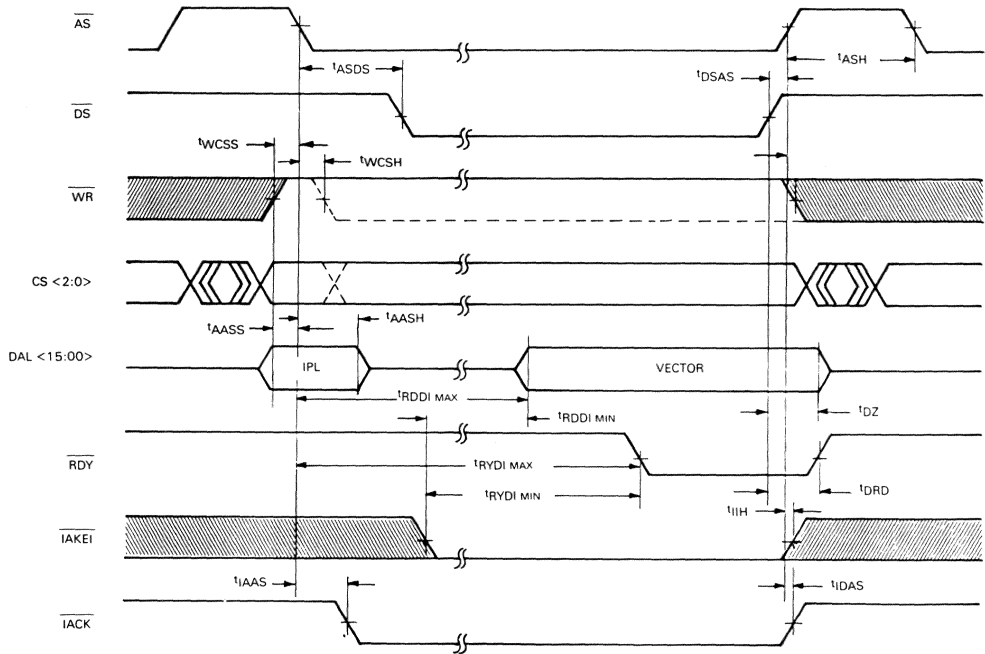 AS
tASDS
tDSAS
tASH
DS
tWCSS
tWCSH
WR
CS <2:0>
tAASS
tAASH
DAL <15:00>
IPL
VECTOR
tRDDI MAX
tRDDI MIN
tDZ
RDY
tRYDI MAX
tRYDI MIN
tDRD
tIIH
IAKEI
tIAAS
tIDAS
IACK